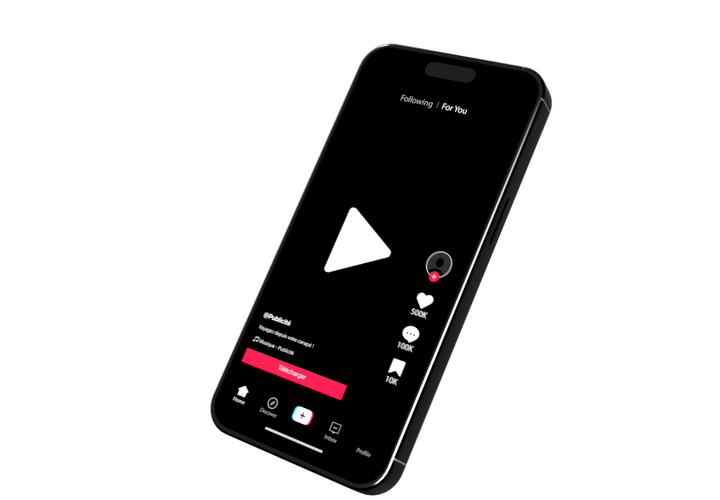 Following | For You
500K
100K
10K
@Publicité
Voyagez depuis votre canapé !
Musique - Publicité
Télécharger
Home
Discover
Inbox
Profile